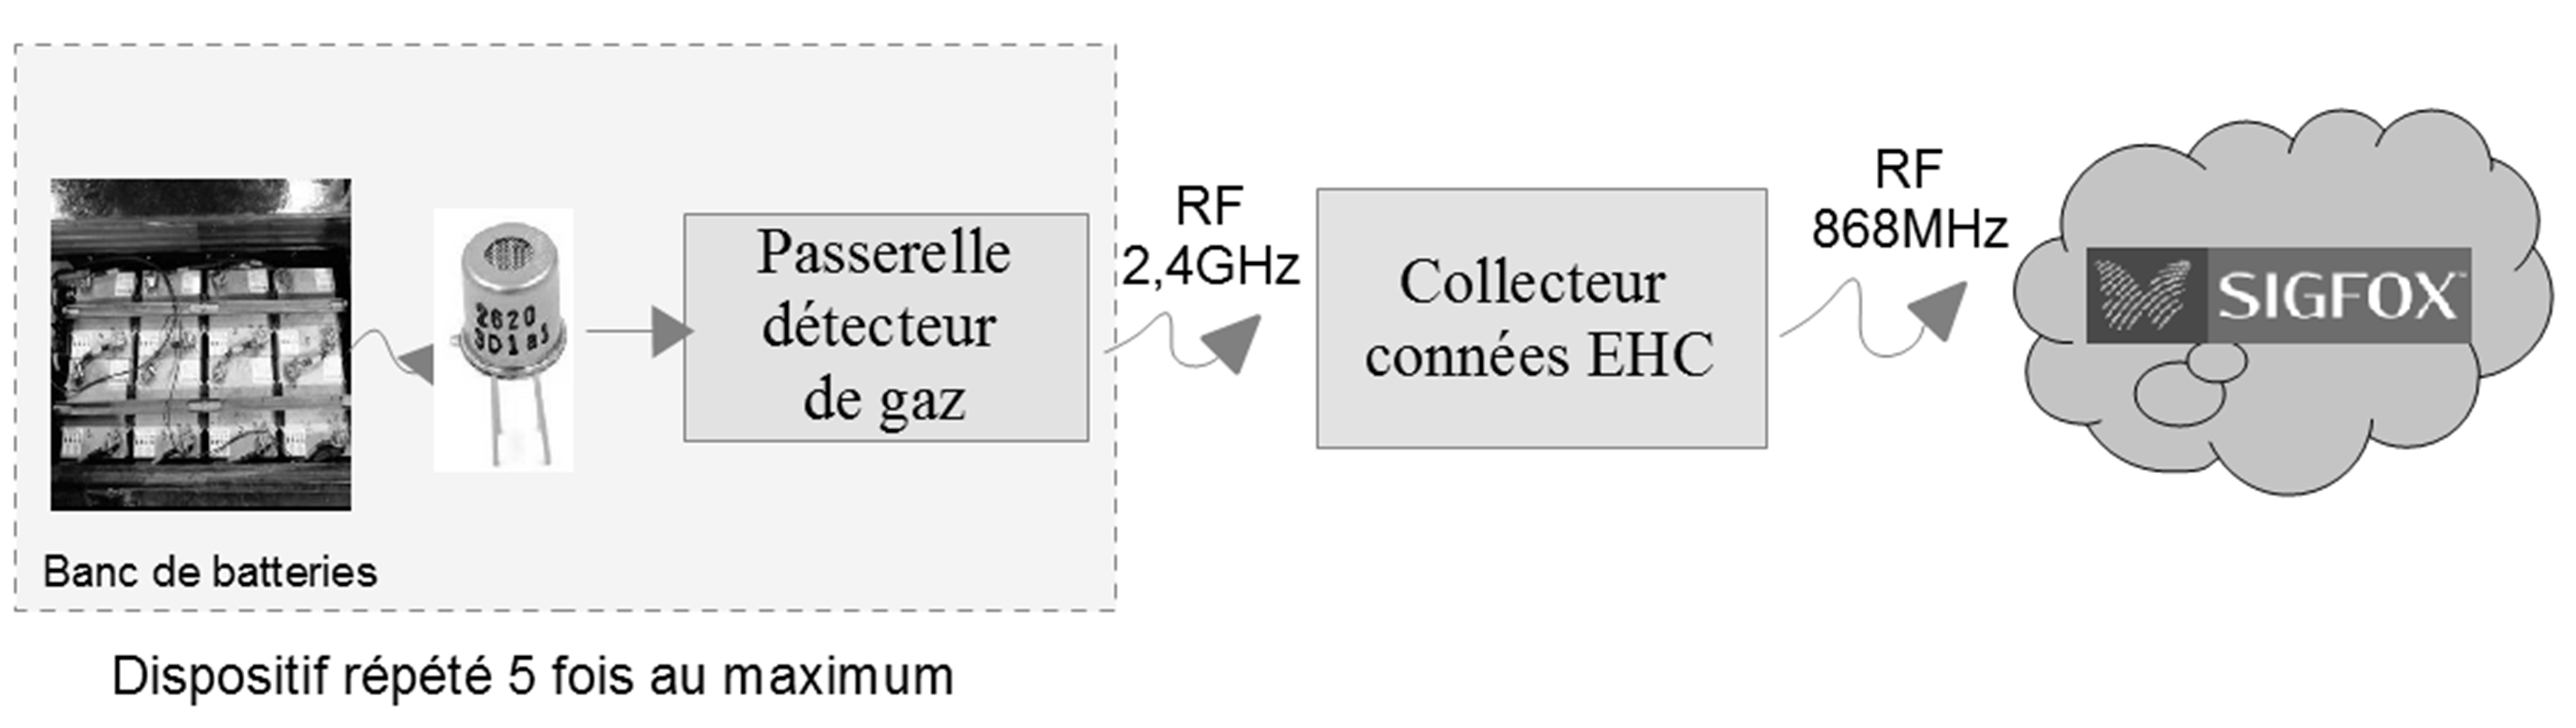 Banc de batteries
2620
Passerelle
détecteur
de gaz
RF
2,4GHz
Collecteur
connées EHC
RF
868MHz
SIGFOX
Dispositif répété 5 fois au maximum